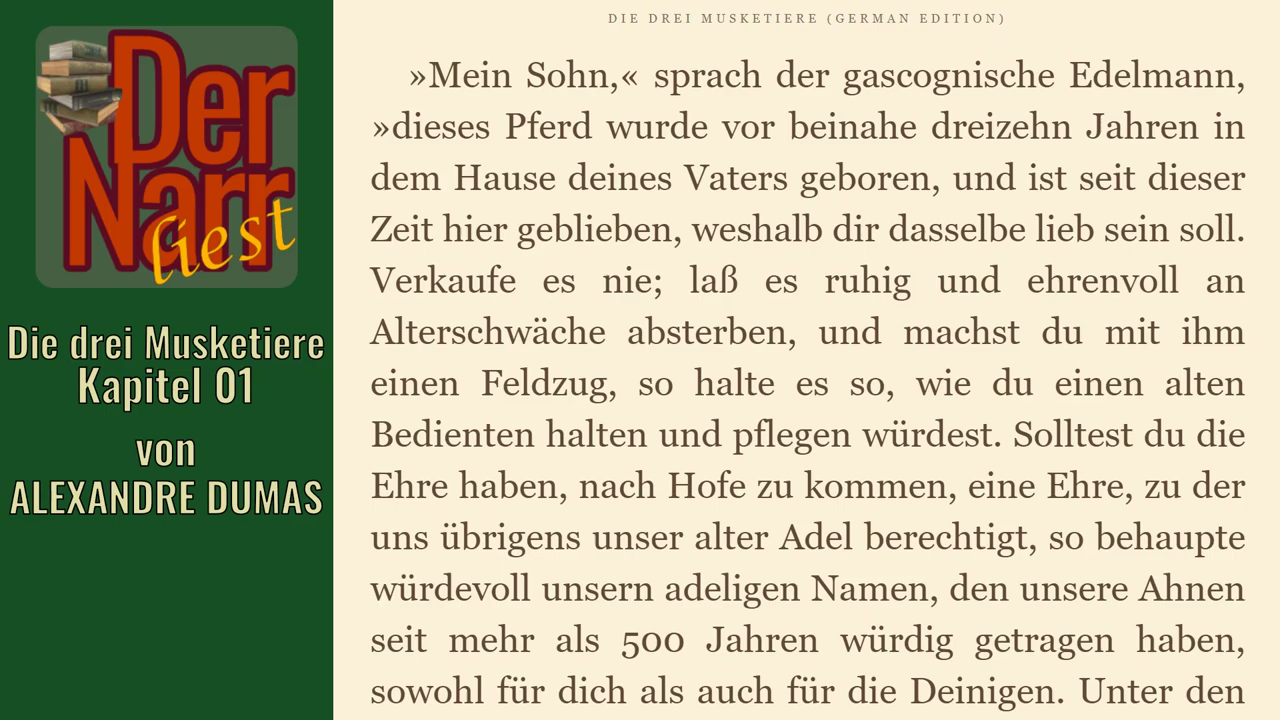 Der
Narr
liest
Die drei Musketiere
Kapitel 01
von
ALEXANDRE DUMAS
DIE DREI MUSKETIERE (GERMAN EDITION)
»Mein Sohn,« sprach der gascognische Edelmann,
»dieses Pferd wurde vor beinahe dreizehn Jahren in
dem Hause deines Vaters geboren, und ist seit dieser
Zeit hier geblieben, weshalb dir dasselbe lieb sein soll.
Verkaufe es nie; laß es ruhig und ehrenvoll an
Alterschwäche absterben, und machst du mit ihm
einen Feldzug, so halte es so, wie du einen alten
Bedienten halten und pflegen würdest. Solltest du die
Ehre haben, nach Hofe zu kommen, eine Ehre, zu der
uns übrigens unser alter Adel berechtigt, so behaupte
würdevoll unsern adeligen Namen, den unsere Ahnen
seit mehr als 500 Jahren würdig getragen haben,
sowohl für dich als auch für die Deinigen. Unter den